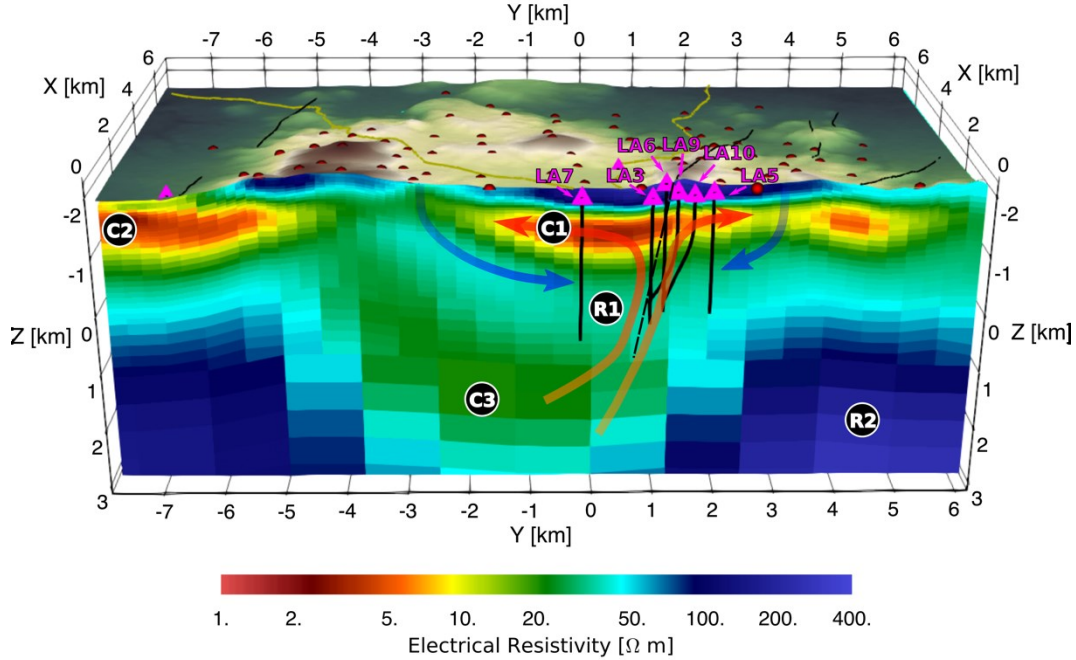 Y [km]
-7 -6 -5 -4 -3 -2 -1 0 1 2 3 4 5 6
6 6
X [km] X [km]
4 4
2 2
0 0
LA6 LA9
LA10
LA7 LA3 LA5
-2 -2
C2 C1
-1 -1
R1
Z [km] 0 0 Z [km]
1 1
C3 R2
2 2
3 3
-7 -6 -5 -4 -3 -2 -1 0 1 2 3 4 5 6
Y [km]
1. 2. 5. 10. 20. 50. 100. 200. 400.
Electrical Resistivity [Ω m]